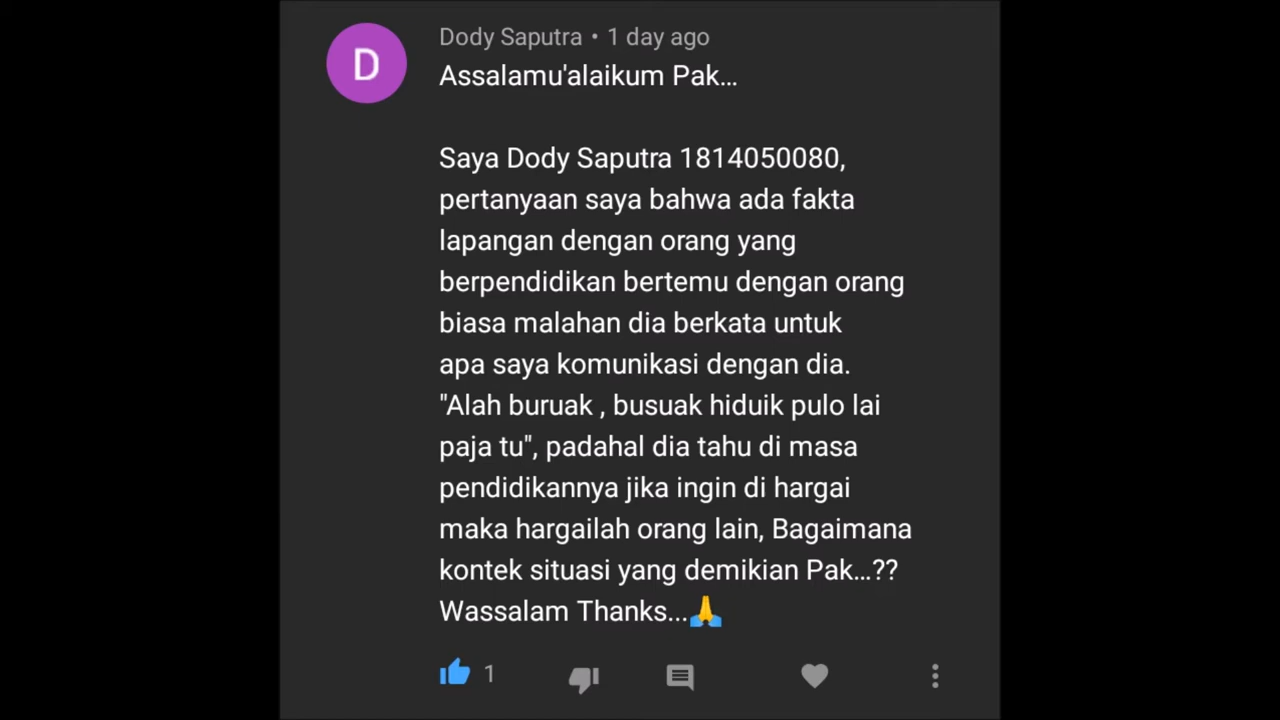 D
Dody Saputra • 1 day ago
Assalamu'alaikum Pak...
Saya Dody Saputra 1814050080,
pertanyaan saya bahwa ada fakta
lapangan dengan orang yang
berpendidikan bertemu dengan orang
biasa malahan dia berkata untuk
apa saya komunikasi dengan dia.
"Alah buruak , busuak hiduik pulo lai
paja tu", padahal dia tahu di masa
pendidikannya jika ingin di hargai
maka hargailah orang lain, Bagaimana
kontek situasi yang demikian Pak...??
Wassalam Thanks...🙏
1